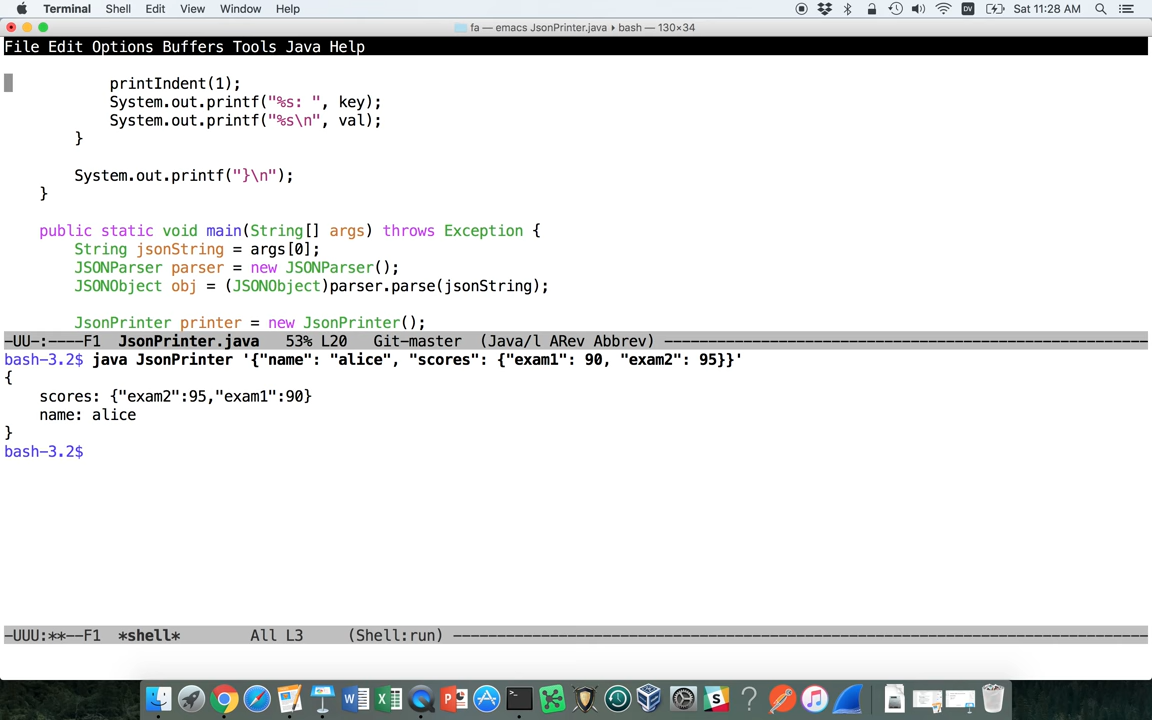 Terminal Shell Edit View Window Help Sat 11:28 AM
fa — emacs JsonPrinter.java ▸ bash — 130×34
File Edit Options Buffers Tools Java Help
printIndent(1);
System.out.printf("%s: ", key);
System.out.printf("%s\n", val);
}
System.out.printf("}\n");
}
public static void main(String[] args) throws Exception {
String jsonString = args[0];
JSONParser parser = new JSONParser();
JSONObject obj = (JSONObject)parser.parse(jsonString);
JsonPrinter printer = new JsonPrinter();
-UU-:----F1 JsonPrinter.java 53% L20 Git-master (Java/l ARev Abbrev) ------------------------------------------------------
bash-3.2$ java JsonPrinter '{"name": "alice", "scores": {"exam1": 90, "exam2": 95}}'
{
scores: {"exam2":95,"exam1":90}
name: alice
}
bash-3.2$
-UUU:**--F1 *shell* All L3 (Shell:run) ------------------------------------------------------------------------------